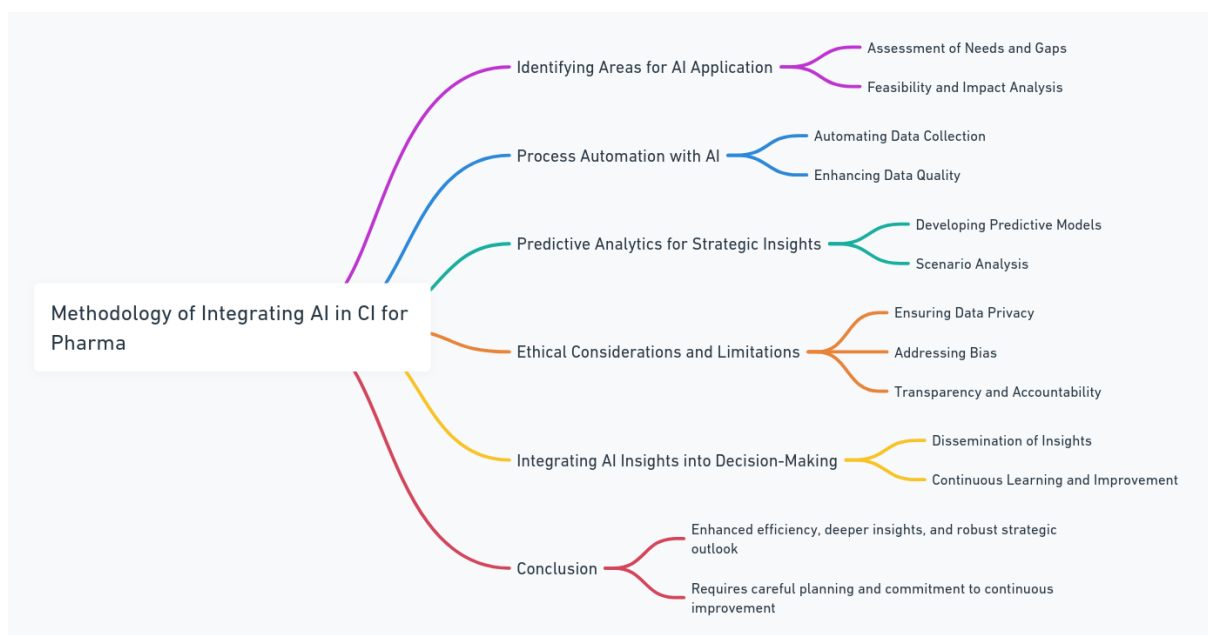 Methodology of Integrating AI in CI for
Pharma
Identifying Areas for AI Application
Assessment of Needs and Gaps
Feasibility and Impact Analysis
Process Automation with AI
Automating Data Collection
Enhancing Data Quality
Predictive Analytics for Strategic Insights
Developing Predictive Models
Scenario Analysis
Ethical Considerations and Limitations
Ensuring Data Privacy
Addressing Bias
Transparency and Accountability
Integrating AI Insights into Decision-Making
Dissemination of Insights
Continuous Learning and Improvement
Conclusion
Enhanced efficiency, deeper insights, and robust strategic
outlook
Requires careful planning and commitment to continuous
improvement